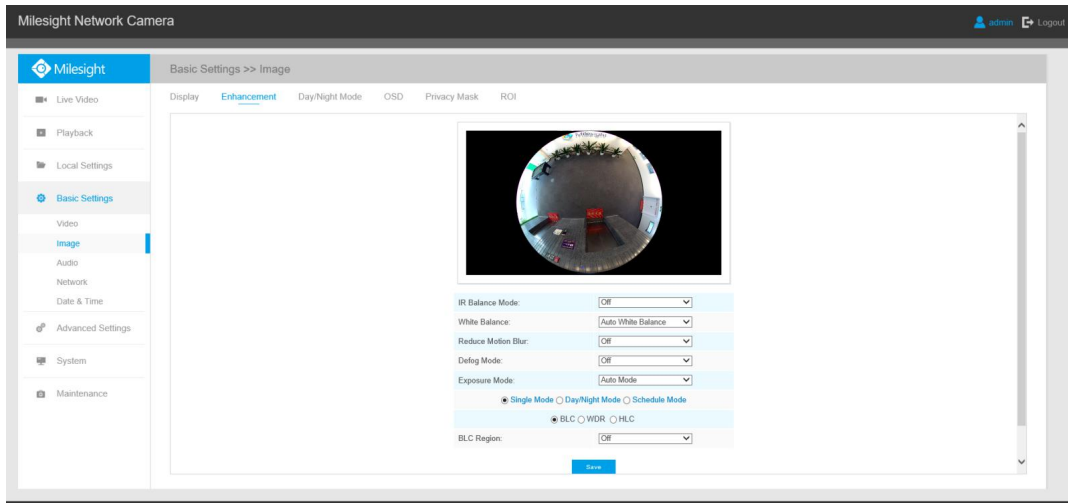 Milesight Network Camera
admin Logout
Milesight
Basic Settings >> Image
Live Video
Playback
Local Settings
Basic Settings
Video
Image
Audio
Network
Date & Time
Advanced Settings
System
Maintenance
Display Enhancement Day/Night Mode OSD Privacy Mask ROI
Milesight
IR Balance Mode: Off
White Balance: Auto White Balance
Reduce Motion Blur: Off
Defog Mode: Off
Exposure Mode: Auto Mode
Single Mode Day/Night Mode Schedule Mode
BLC WDR HLC
BLC Region: Off
Save